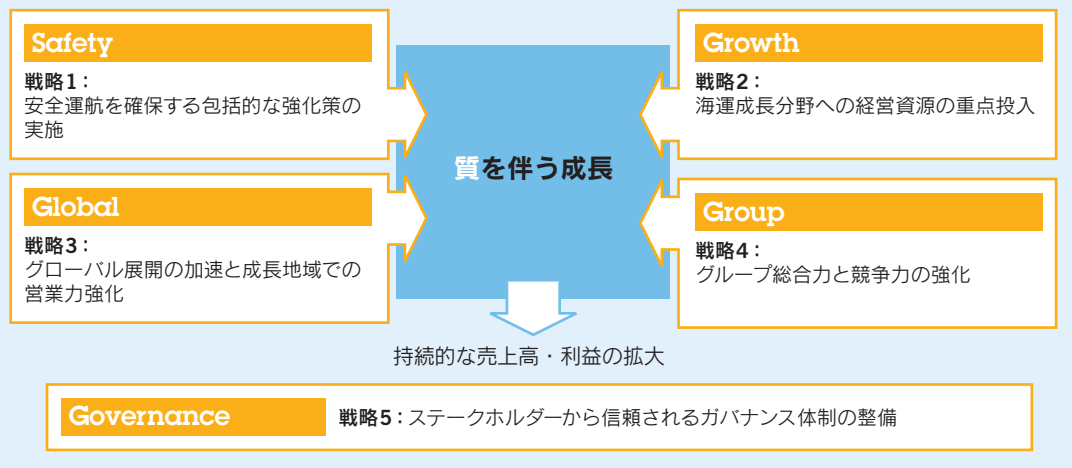 Safety
戦略1：
安全運航を確保する包括的な強化策の
実施
Growth
戦略2：
海運成長分野への経営資源の重点投入
質を伴う成長
Global
戦略3：
グローバル展開の加速と成長地域での
営業力強化
Group
戦略4：
グループ総合力と競争力の強化
持続的な売上高・利益の拡大
Governance
戦略5：ステークホルダーから信頼されるガバナンス体制の整備